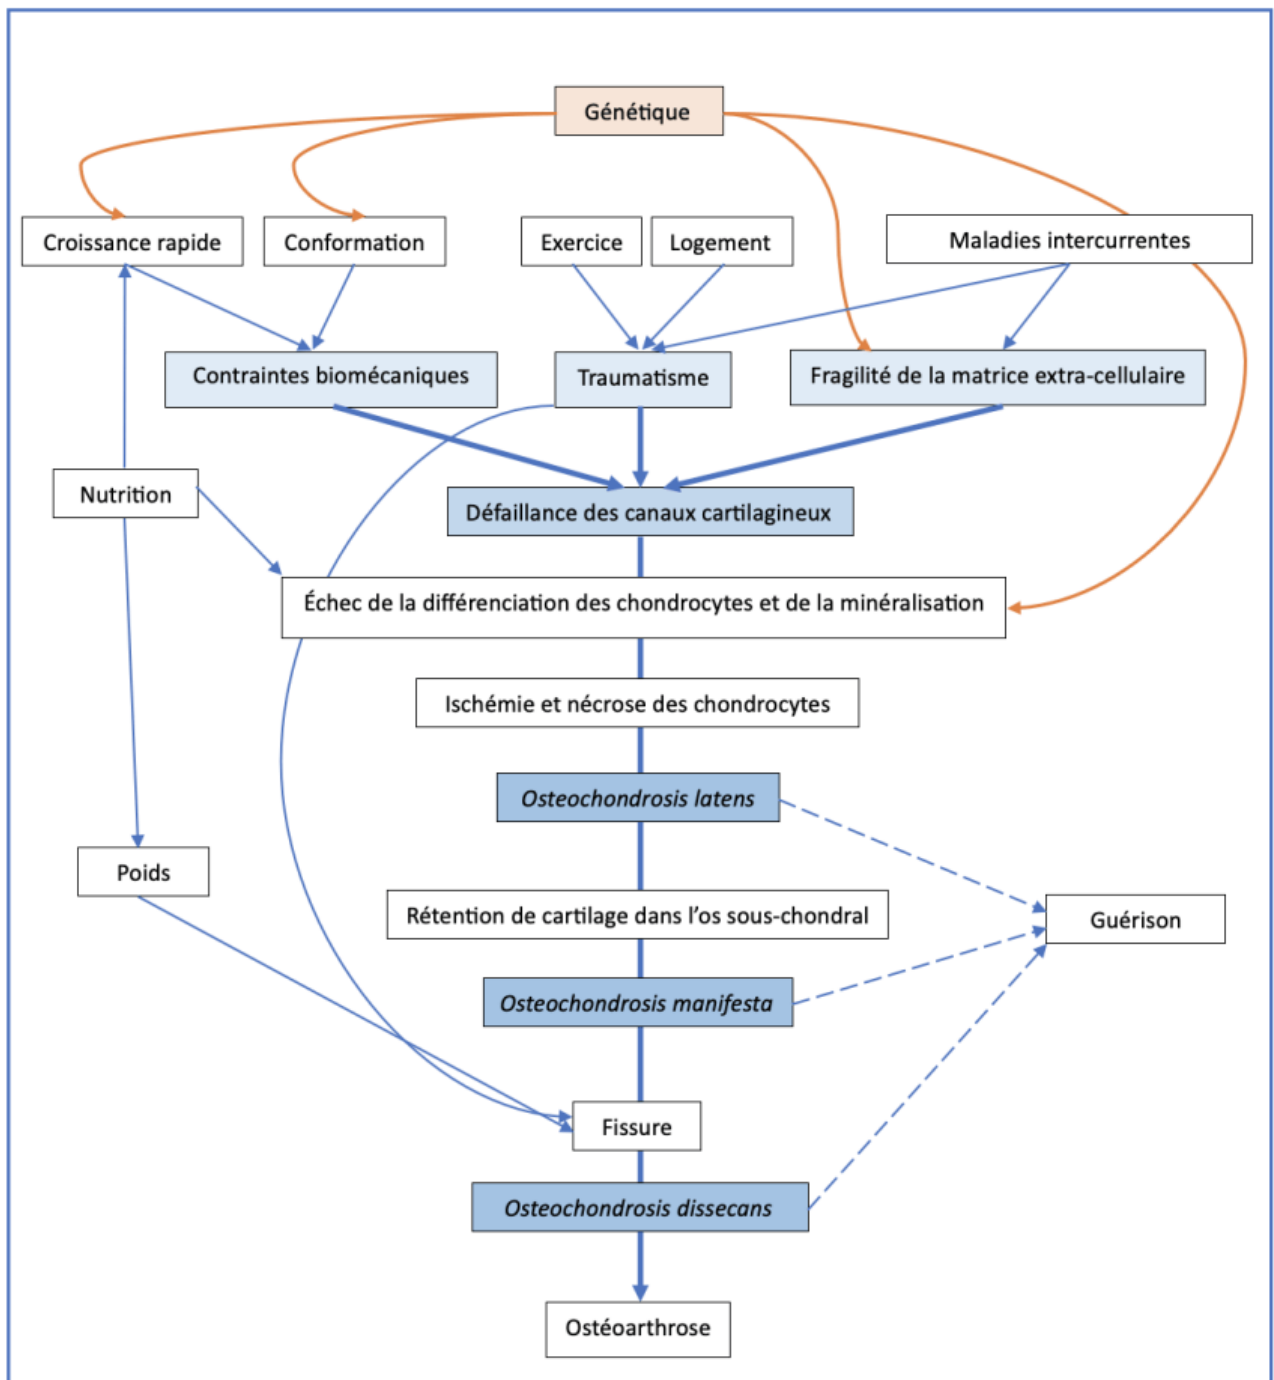 Génétique
Croissance rapide
Conformation
Exercice
Logement
Maladies intercurrentes
Contraintes biomécaniques
Traumatisme
Fragilité de la matrice extra-cellulaire
Nutrition
Défaillance des canaux cartilagineux
Échec de la différenciation des chondrocytes et de la minéralisation
Ischémie et nécrose des chondrocytes
Osteochondrosis latens
Poids
Rétention de cartilage dans l'os sous-chondral
Guérison
Osteochondrosis manifesta
Fissure
Osteochondrosis dissecans
Ostéoarthrose